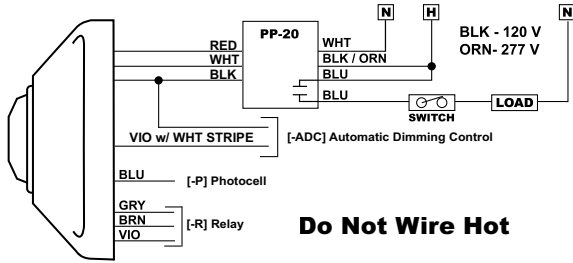 N H N
PP-20
BLK - 120 V
ORN- 277 V
RED WHT
WHT BLK / ORN
BLK BLU
BLU
SWITCH LOAD
VIO w/ WHT STRIPE [-ADC] Automatic Dimming Control
BLU [-P] Photocell
GRY
BRN [-R] Relay
VIO
Do Not Wire Hot